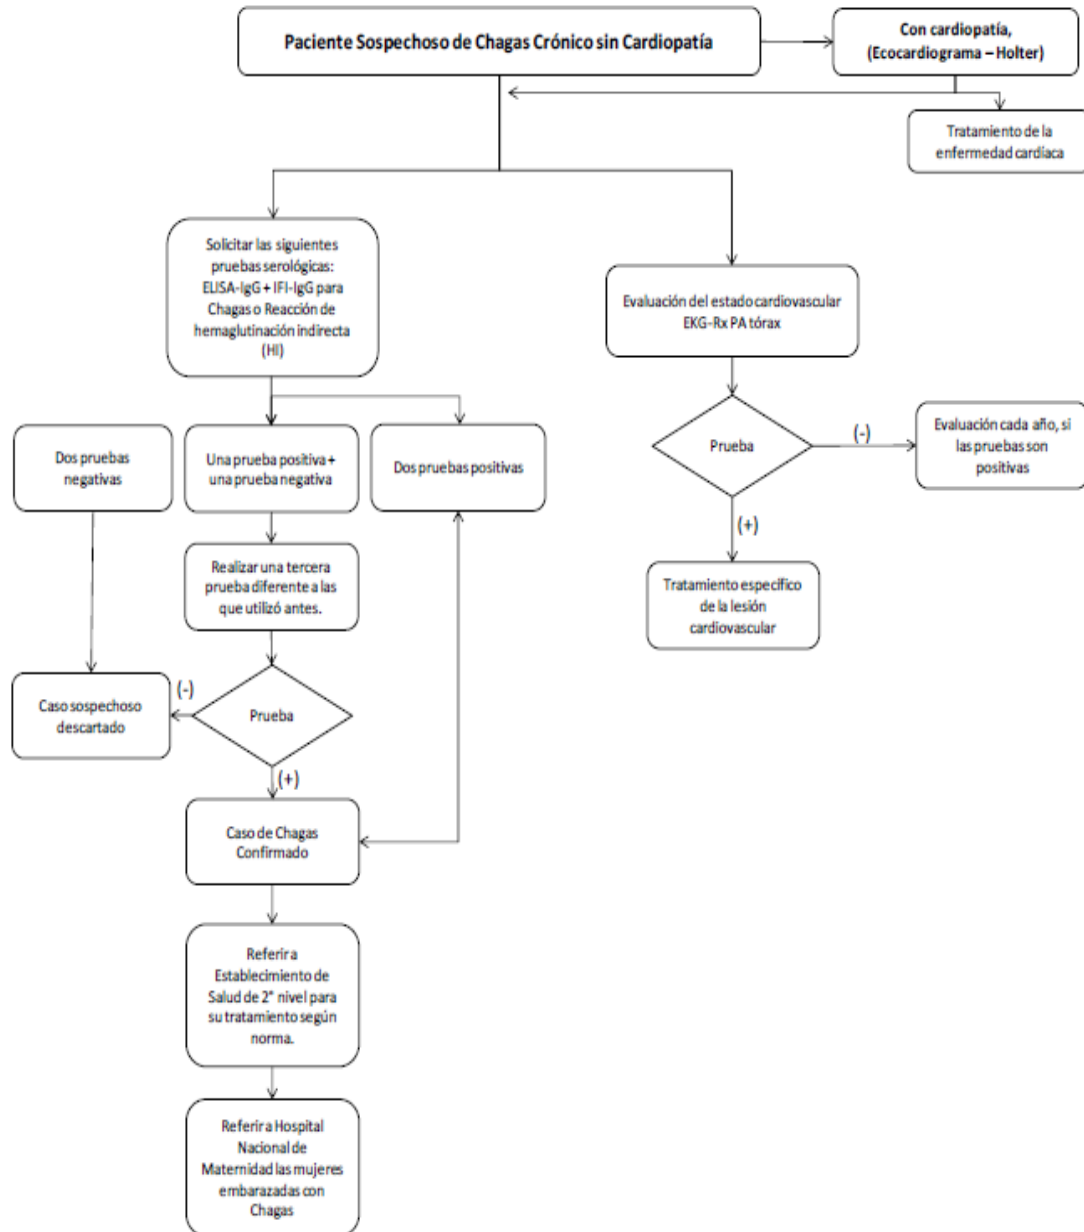 Paciente Sospechoso de Chagas Crónico sin Cardiopatía
Con cardiopatía,
(Ecocardiograma – Holter)
Tratamiento de la
enfermedad cardíaca
Solicitar las siguientes
pruebas serológicas:
ELISA-IgG + IFI-IgG para
Chagas o Reacción de
hemaglutinación indirecta
(HI)
Evaluación del estado cardiovascular
EKG-Rx PA tórax
Dos pruebas
negativas
Una prueba positiva +
una prueba negativa
Dos pruebas positivas
Prueba
(-)
Evaluación cada año, si
las pruebas son
positivas
(+)
Realizar una tercera
prueba diferente a las
que utilizó antes.
Tratamiento específico
de la lesión
cardiovascular
Caso sospechoso
descartado
(-)
Prueba
(+)
Caso de Chagas
Confirmado
Referir a
Establecimiento de
Salud de 2° nivel para
su tratamiento según
norma.
Referir a Hospital
Nacional de
Maternidad las mujeres
embarazadas con
Chagas